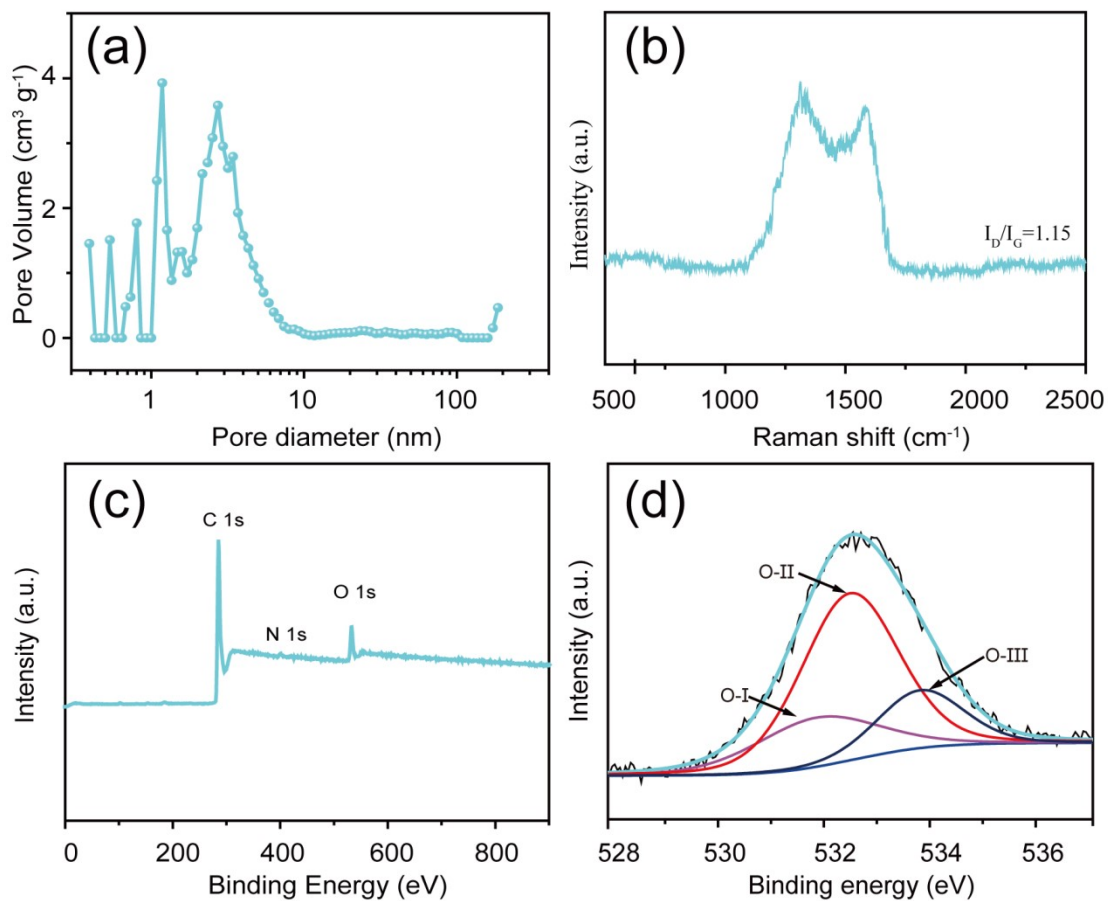 (a)
Pore Volume (cm³ g⁻¹)
4
2
0
1
10
100
Pore diameter (nm)
(b)
Intensity (a.u.)
I_D/I_G=1.15
500
1000
1500
2000
2500
Raman shift (cm⁻¹)
(c)
Intensity (a.u.)
C 1s
N 1s
O 1s
0
200
400
600
800
Binding Energy (eV)
(d)
Intensity (a.u.)
O-II
O-III
O-I
528
530
532
534
536
Binding energy (eV)